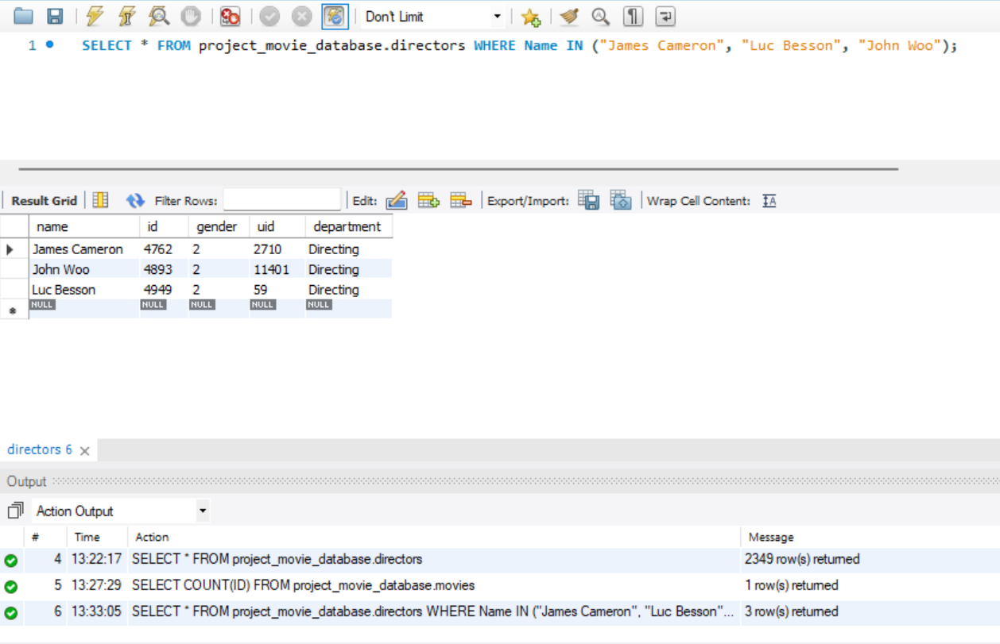 Don't Limit
1 SELECT * FROM project_movie_database.directors WHERE Name IN ("James Cameron", "Luc Besson", "John Woo");
Result Grid Filter Rows: Edit: Export/Import: Wrap Cell Content: IA
name id gender uid department
James Cameron 4762 2 2710 Directing
John Woo 4893 2 11401 Directing
Luc Besson 4949 2 59 Directing
NULL NULL NULL NULL NULL
directors 6
Output
Action Output
# Time Action Message
4 13:22:17 SELECT * FROM project_movie_database.directors 2349 row(s) returned
5 13:27:29 SELECT COUNT(ID) FROM project_movie_database.movies 1 row(s) returned
6 13:33:05 SELECT * FROM project_movie_database.directors WHERE Name IN ("James Cameron", "Luc Besson"... 3 row(s) returned